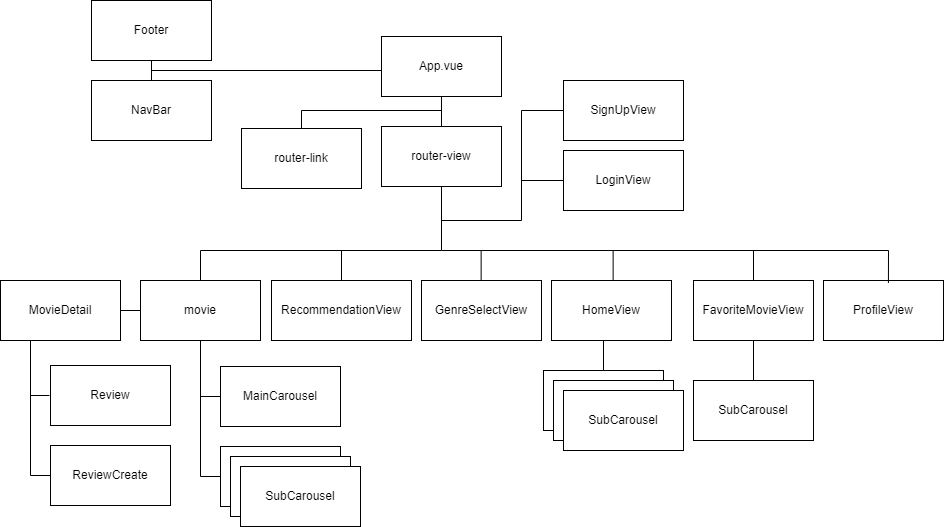 Footer
App.vue
NavBar
SignUpView
router-link
router-view
LoginView
MovieDetail
movie
RecommendationView
GenreSelectView
HomeView
FavoriteMovieView
ProfileView
Review
MainCarousel
SubCarousel
SubCarousel
ReviewCreate
SubCarousel